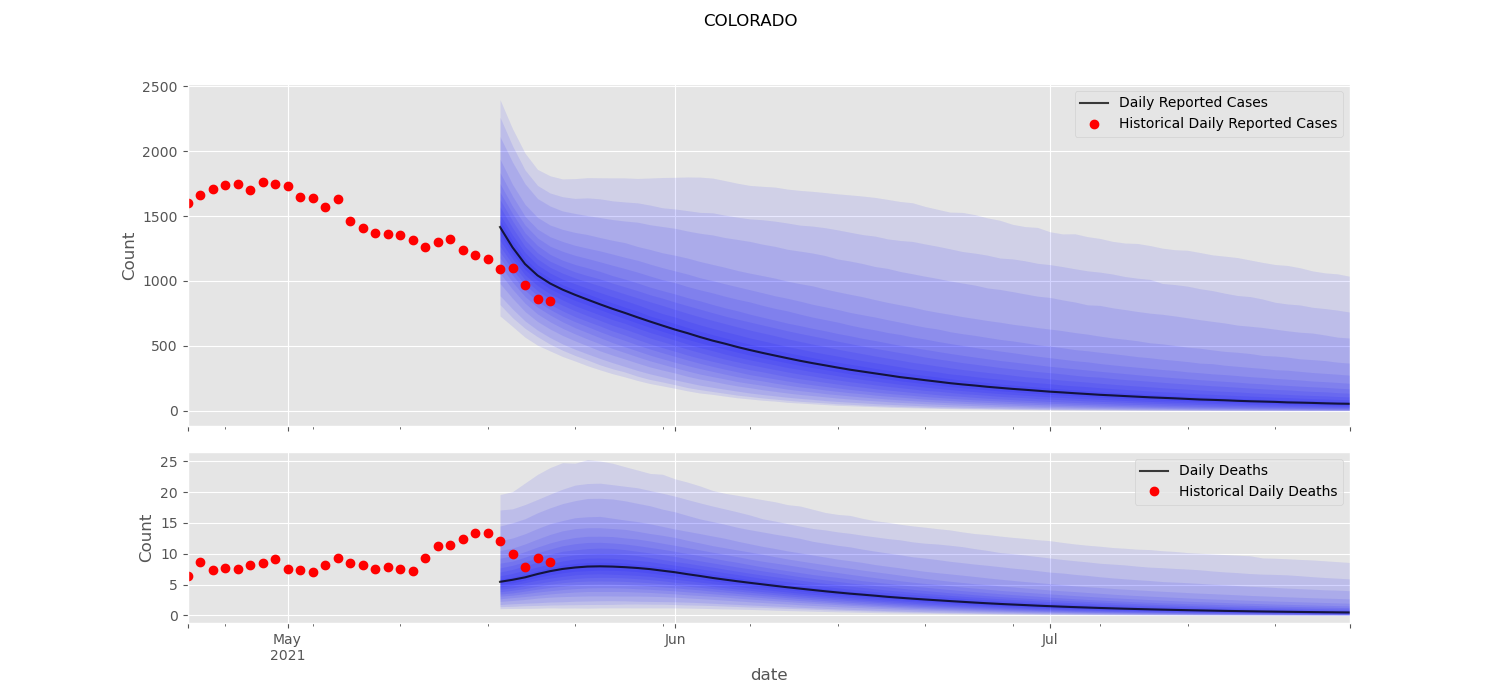 COLORADO
2500
2000
1500
1000
500
0
Count
Daily Reported Cases
Historical Daily Reported Cases
25
20
15
10
5
0
Count
Daily Deaths
Historical Daily Deaths
May
2021
Jun
Jul
date